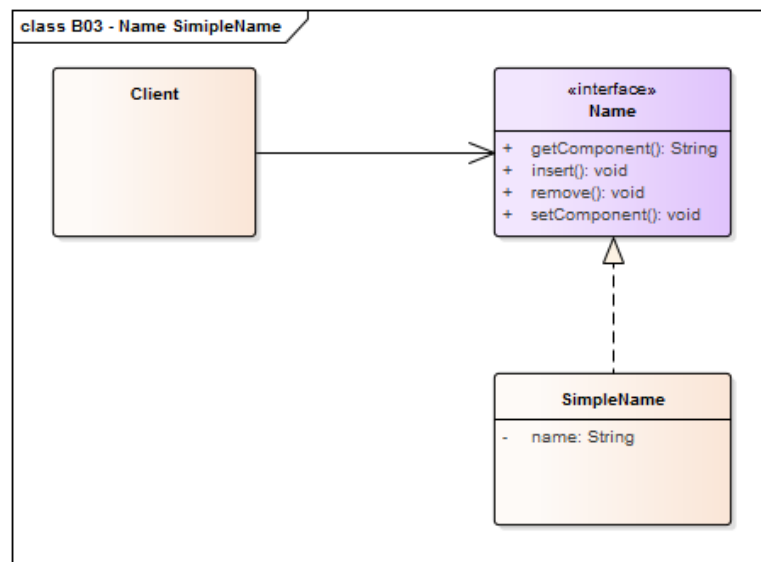 class B03 - Name SimipleName
Client
«interface»
Name
+ getComponent(): String
+ insert(): void
+ remove(): void
+ setComponent(): void
SimpleName
- name: String